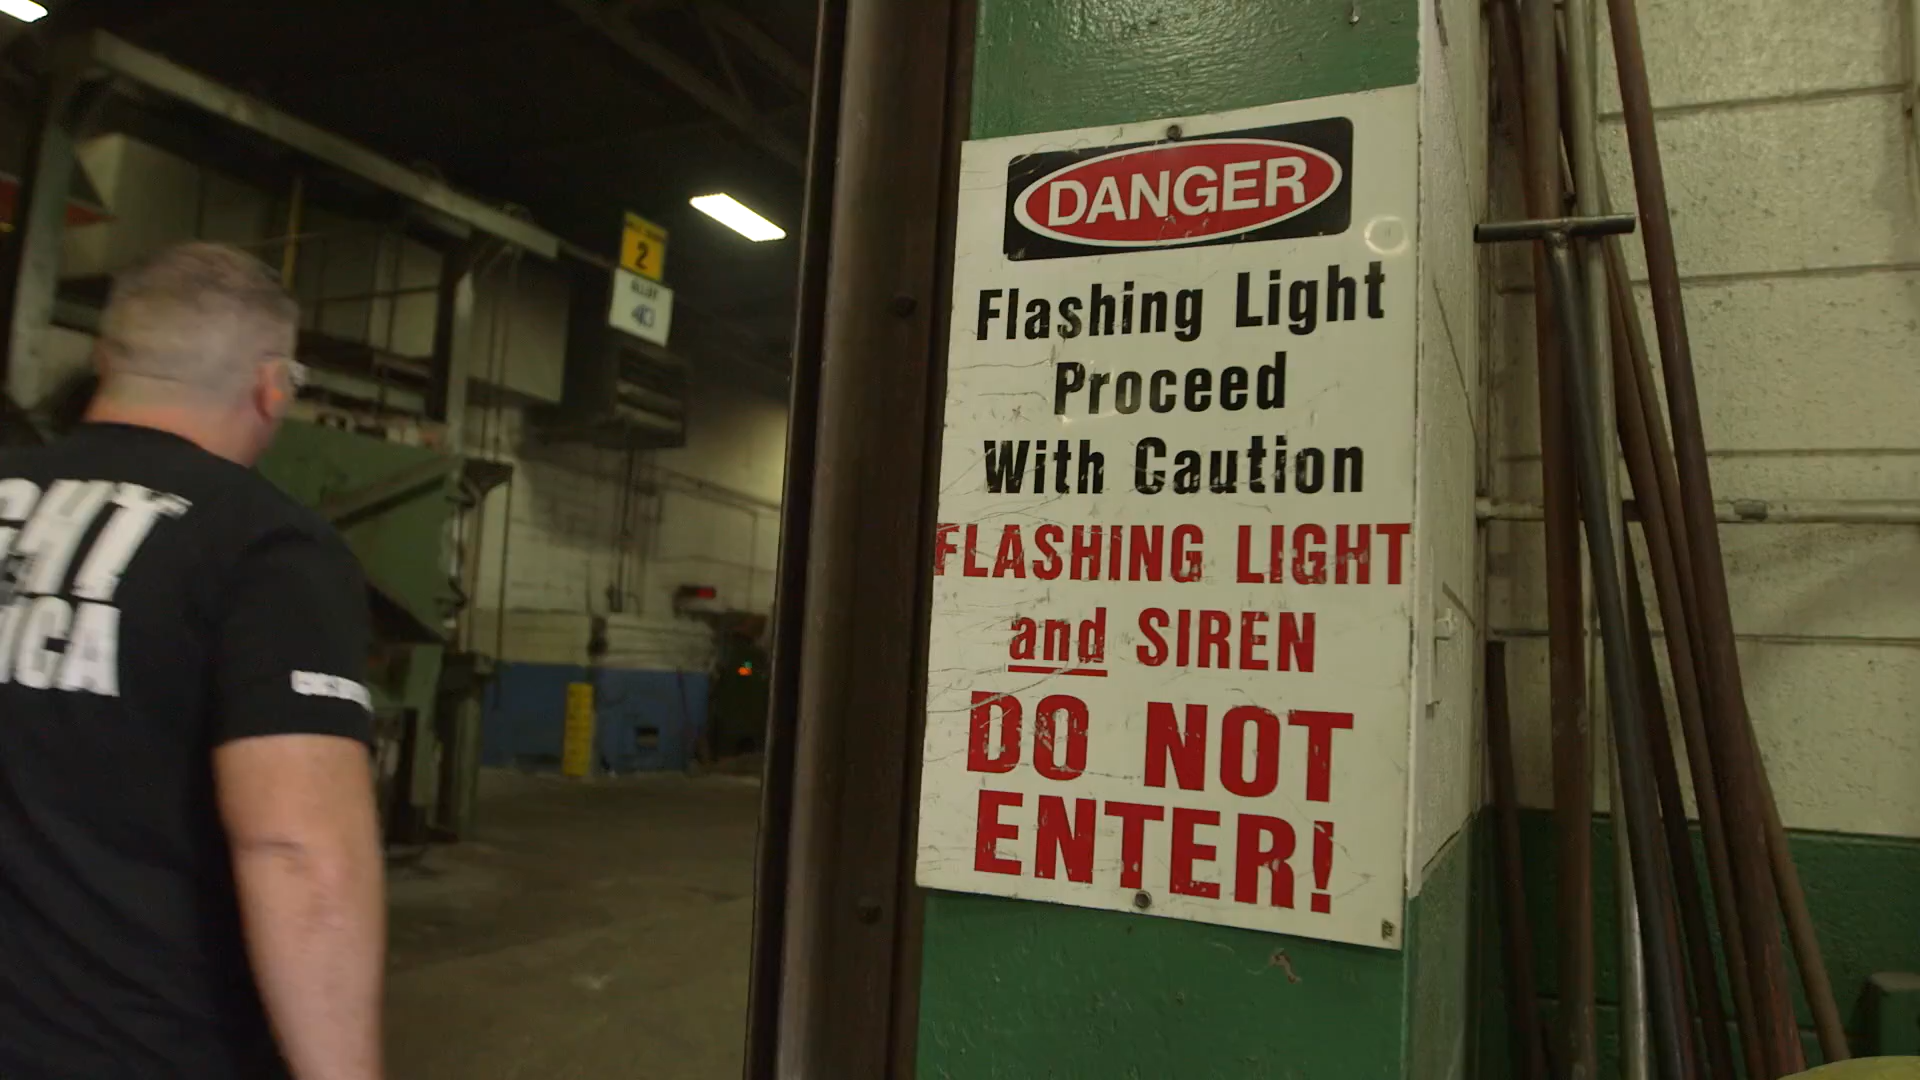 DANGER
Flashing Light
Proceed
With Caution
FLASHING LIGHT
and SIREN
DO NOT
ENTER!
2